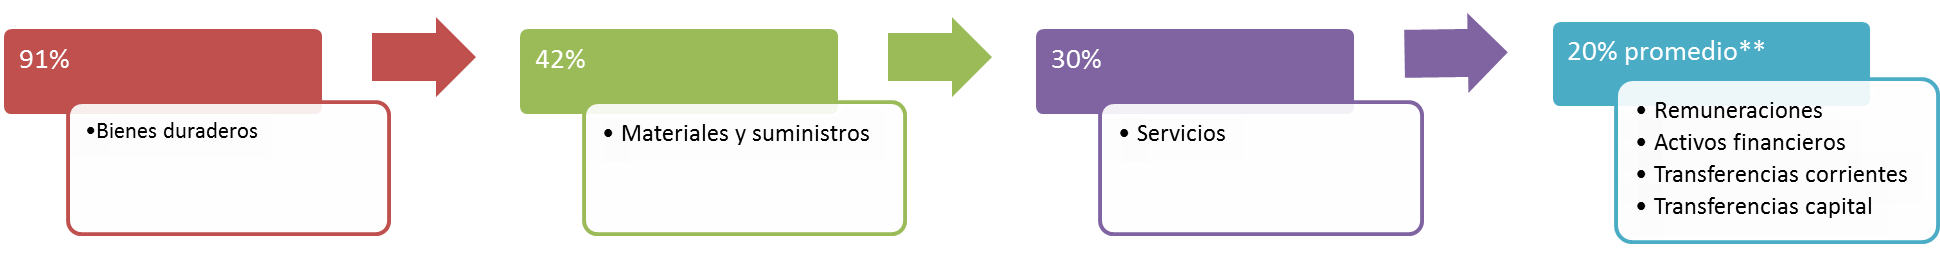 91%
•Bienes duraderos
42%
• Materiales y suministros
30%
• Servicios
20% promedio**
• Remuneraciones
• Activos financieros
• Transferencias corrientes
• Transferencias capital